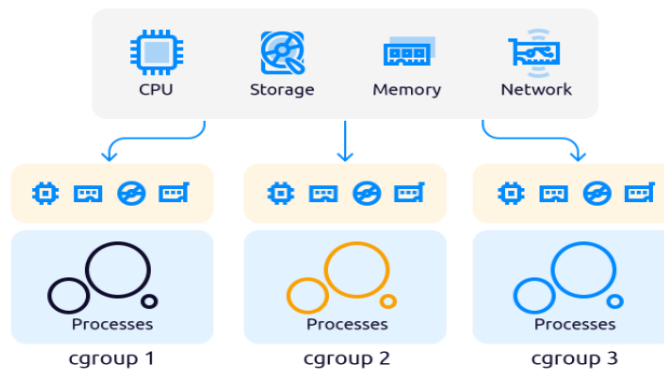 CPU Storage Memory Network
Processes Processes Processes
cgroup 1 cgroup 2 cgroup 3